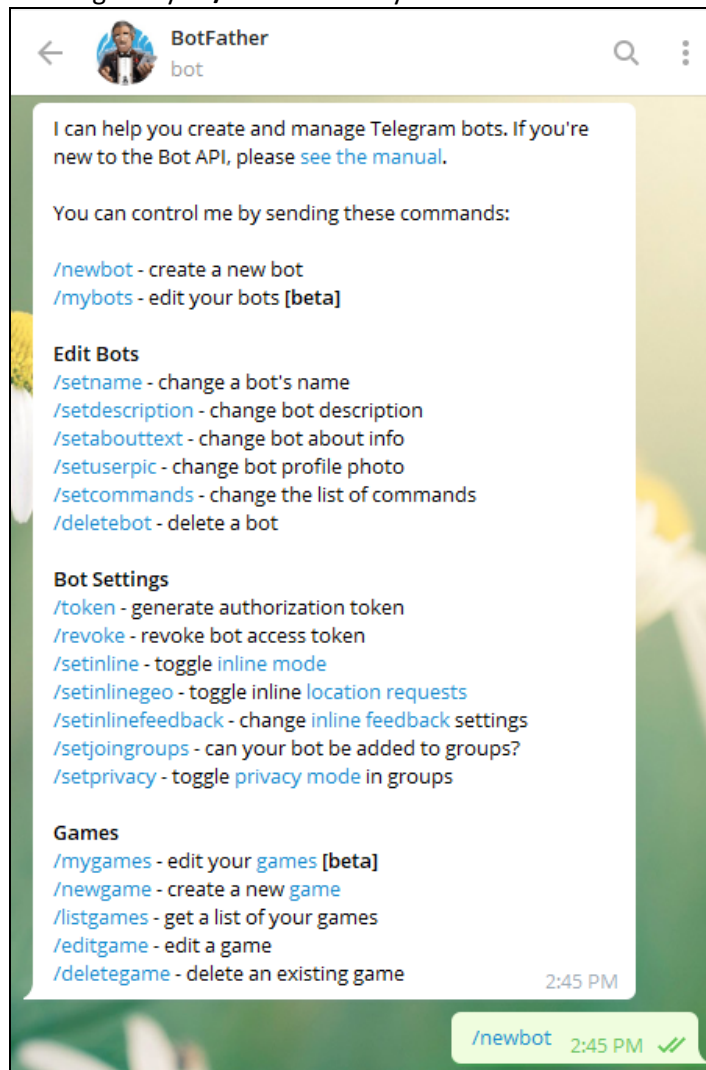 BotFather
bot
I can help you create and manage Telegram bots. If you're
new to the Bot API, please see the manual.
You can control me by sending these commands:
/newbot - create a new bot
/mybots - edit your bots [beta]
Edit Bots
/setname - change a bot's name
/setdescription - change bot description
/setabouttext - change bot about info
/setuserpic - change bot profile photo
/setcommands - change the list of commands
/deletebot - delete a bot
Bot Settings
/token - generate authorization token
/revoke - revoke bot access token
/setinline - toggle inline mode
/setinlinegeo - toggle inline location requests
/setinlinefeedback - change inline feedback settings
/setjoingroups - can your bot be added to groups?
/setprivacy - toggle privacy mode in groups
Games
/mygames - edit your games [beta]
/newgame - create a new game
/listgames - get a list of your games
/editgame - edit a game
/deletegame - delete an existing game
2:45 PM
/newbot 2:45 PM